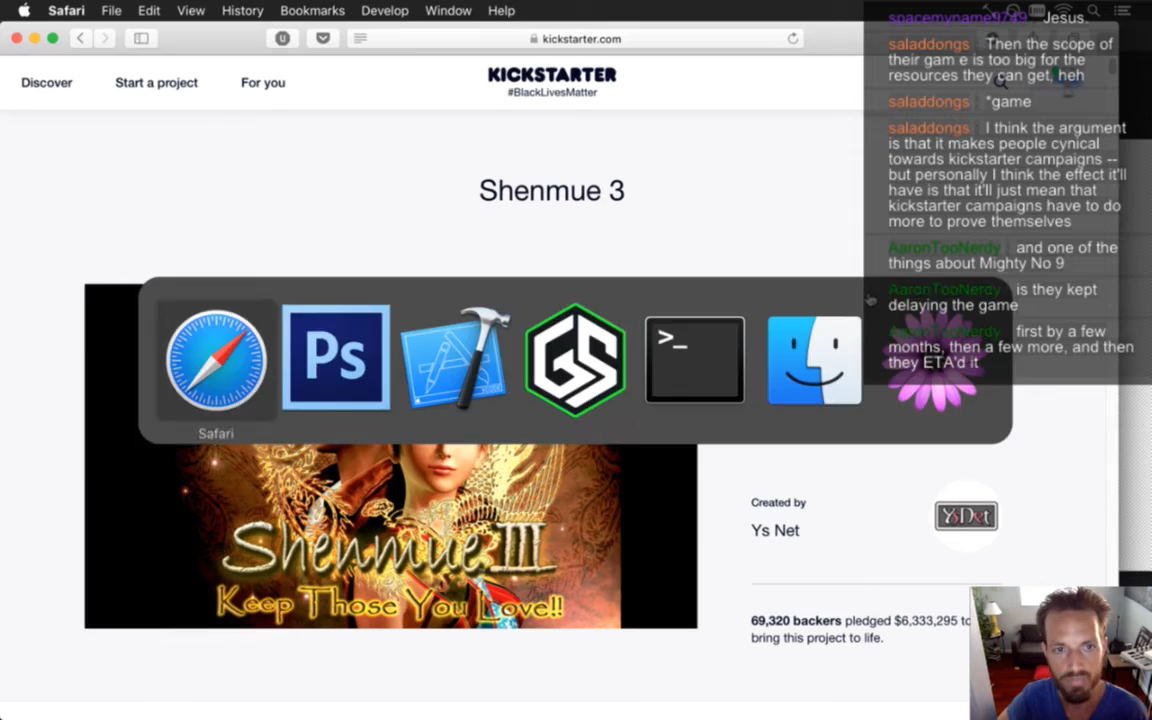 Safari File Edit View History Bookmarks Develop Window Help
kickstarter.com
Discover Start a project For you
KICKSTARTER
#BlackLivesMatter
Shenmue 3
Ps
GS
>_
Safari
Shenmue III
Keep Those You Love!!
Created by
Ys Net
YsNet
69,320 backers pledged $6,333,295 to
bring this project to life.
spacemyname9749 Jesus.
saladdongs Then the scope of
their gam e is too big for the
resources they can get, heh
saladdongs *game
saladdongs I think the argument
is that it makes people cynical
towards kickstarter campaigns --
but personally I think the effect it'll
have is that it'll just mean that
kickstarter campaigns have to do
more to prove themselves
AaronTooNerdy and one of the
things about Mighty No 9
AaronTooNerdy is they kept
delaying the game
AaronTooNerdy first by a few
months, then a few more, and then
they ETA'd it